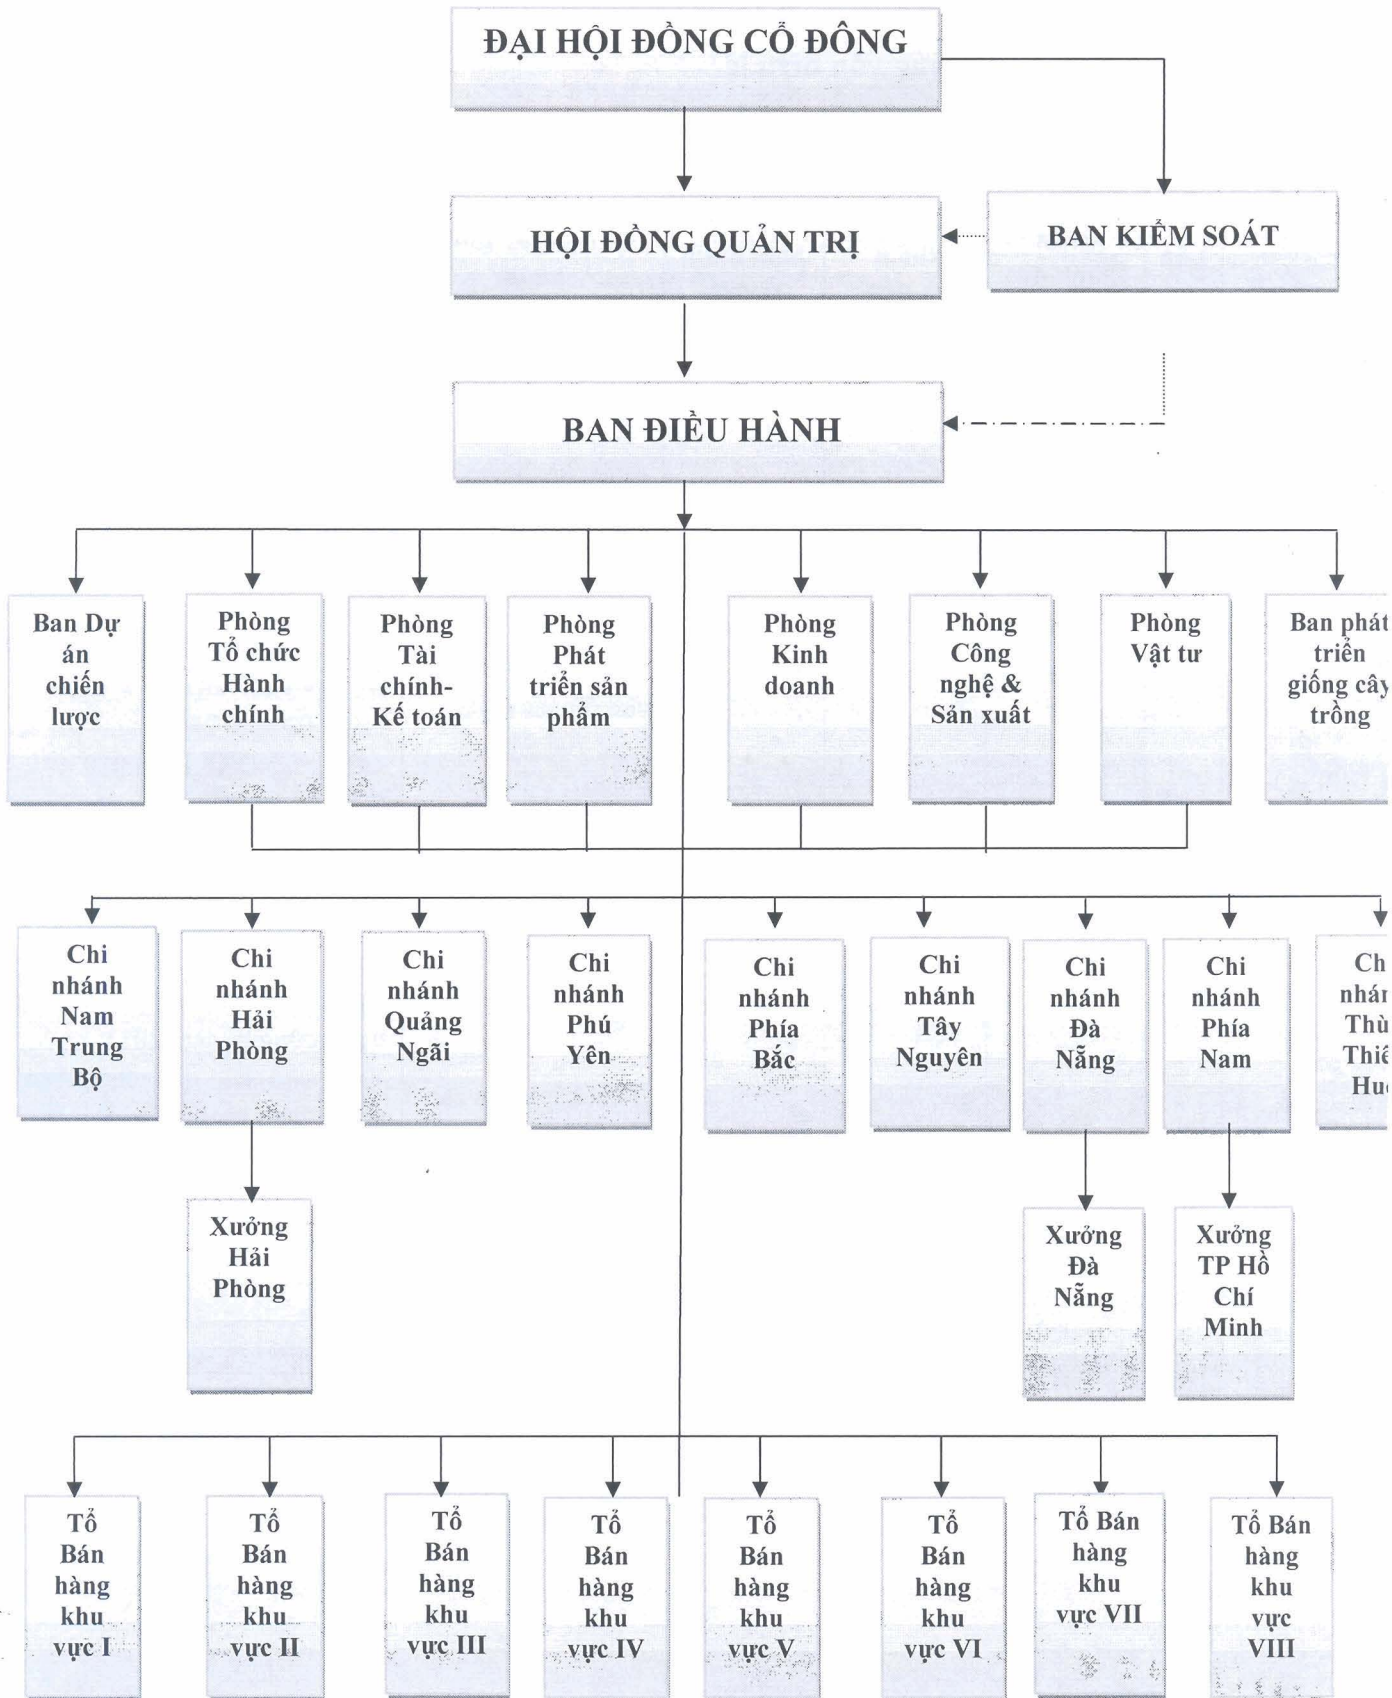 ĐẠI HỘI ĐỒNG CỔ ĐÔNG
HỘI ĐỒNG QUẢN TRỊ
BAN KIỂM SOÁT
BAN ĐIỀU HÀNH
Ban Dự
án
chiến
lược
Phòng
Tổ chức
Hành
chính
Phòng
Tài
chính-
Kế toán
Phòng
Phát
triển sản
phẩm
Phòng
Kinh
doanh
Phòng
Công
nghệ &
Sản xuất
Phòng
Vật tư
Ban phát
triển
giống cây
trồng
Chi
nhánh
Nam
Trung
Bộ
Chi
nhánh
Hải
Phòng
Chi
nhánh
Quảng
Ngãi
Chi
nhánh
Phú
Yên
Chi
nhánh
Phía
Bắc
Chi
nhánh
Tây
Nguyên
Chi
nhánh
Đà
Nẵng
Chi
nhánh
Phía
Nam
Xưởng
Hải
Phòng
Xưởng
Đà
Nẵng
Xưởng
TP Hồ
Chí
Minh
Tổ
Bán
hàng
khu
vực I
Tổ
Bán
hàng
khu
vực II
Tổ
Bán
hàng
khu
vực III
Tổ
Bán
hàng
khu
vực IV
Tổ
Bán
hàng
khu
vực V
Tổ
Bán
hàng
khu
vực VI
Tổ Bán
hàng
khu
vực VII
Tổ Bán
hàng
khu
vực
VIII